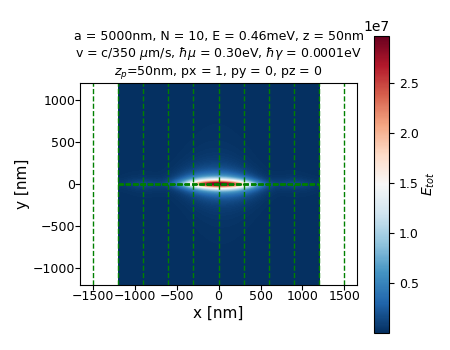 a = 5000nm, N = 10, E = 0.46meV, z = 50nm
v = c/350 μm/s, ℏμ = 0.30eV, ℏγ = 0.0001eV
z_p=50nm, px = 1, py = 0, pz = 0
1e7
1000
500
0
−500
−1000
y [nm]
−1500 −1000 −500 0 500 1000 1500
x [nm]
2.5
2.0
1.5
1.0
0.5
E_tot